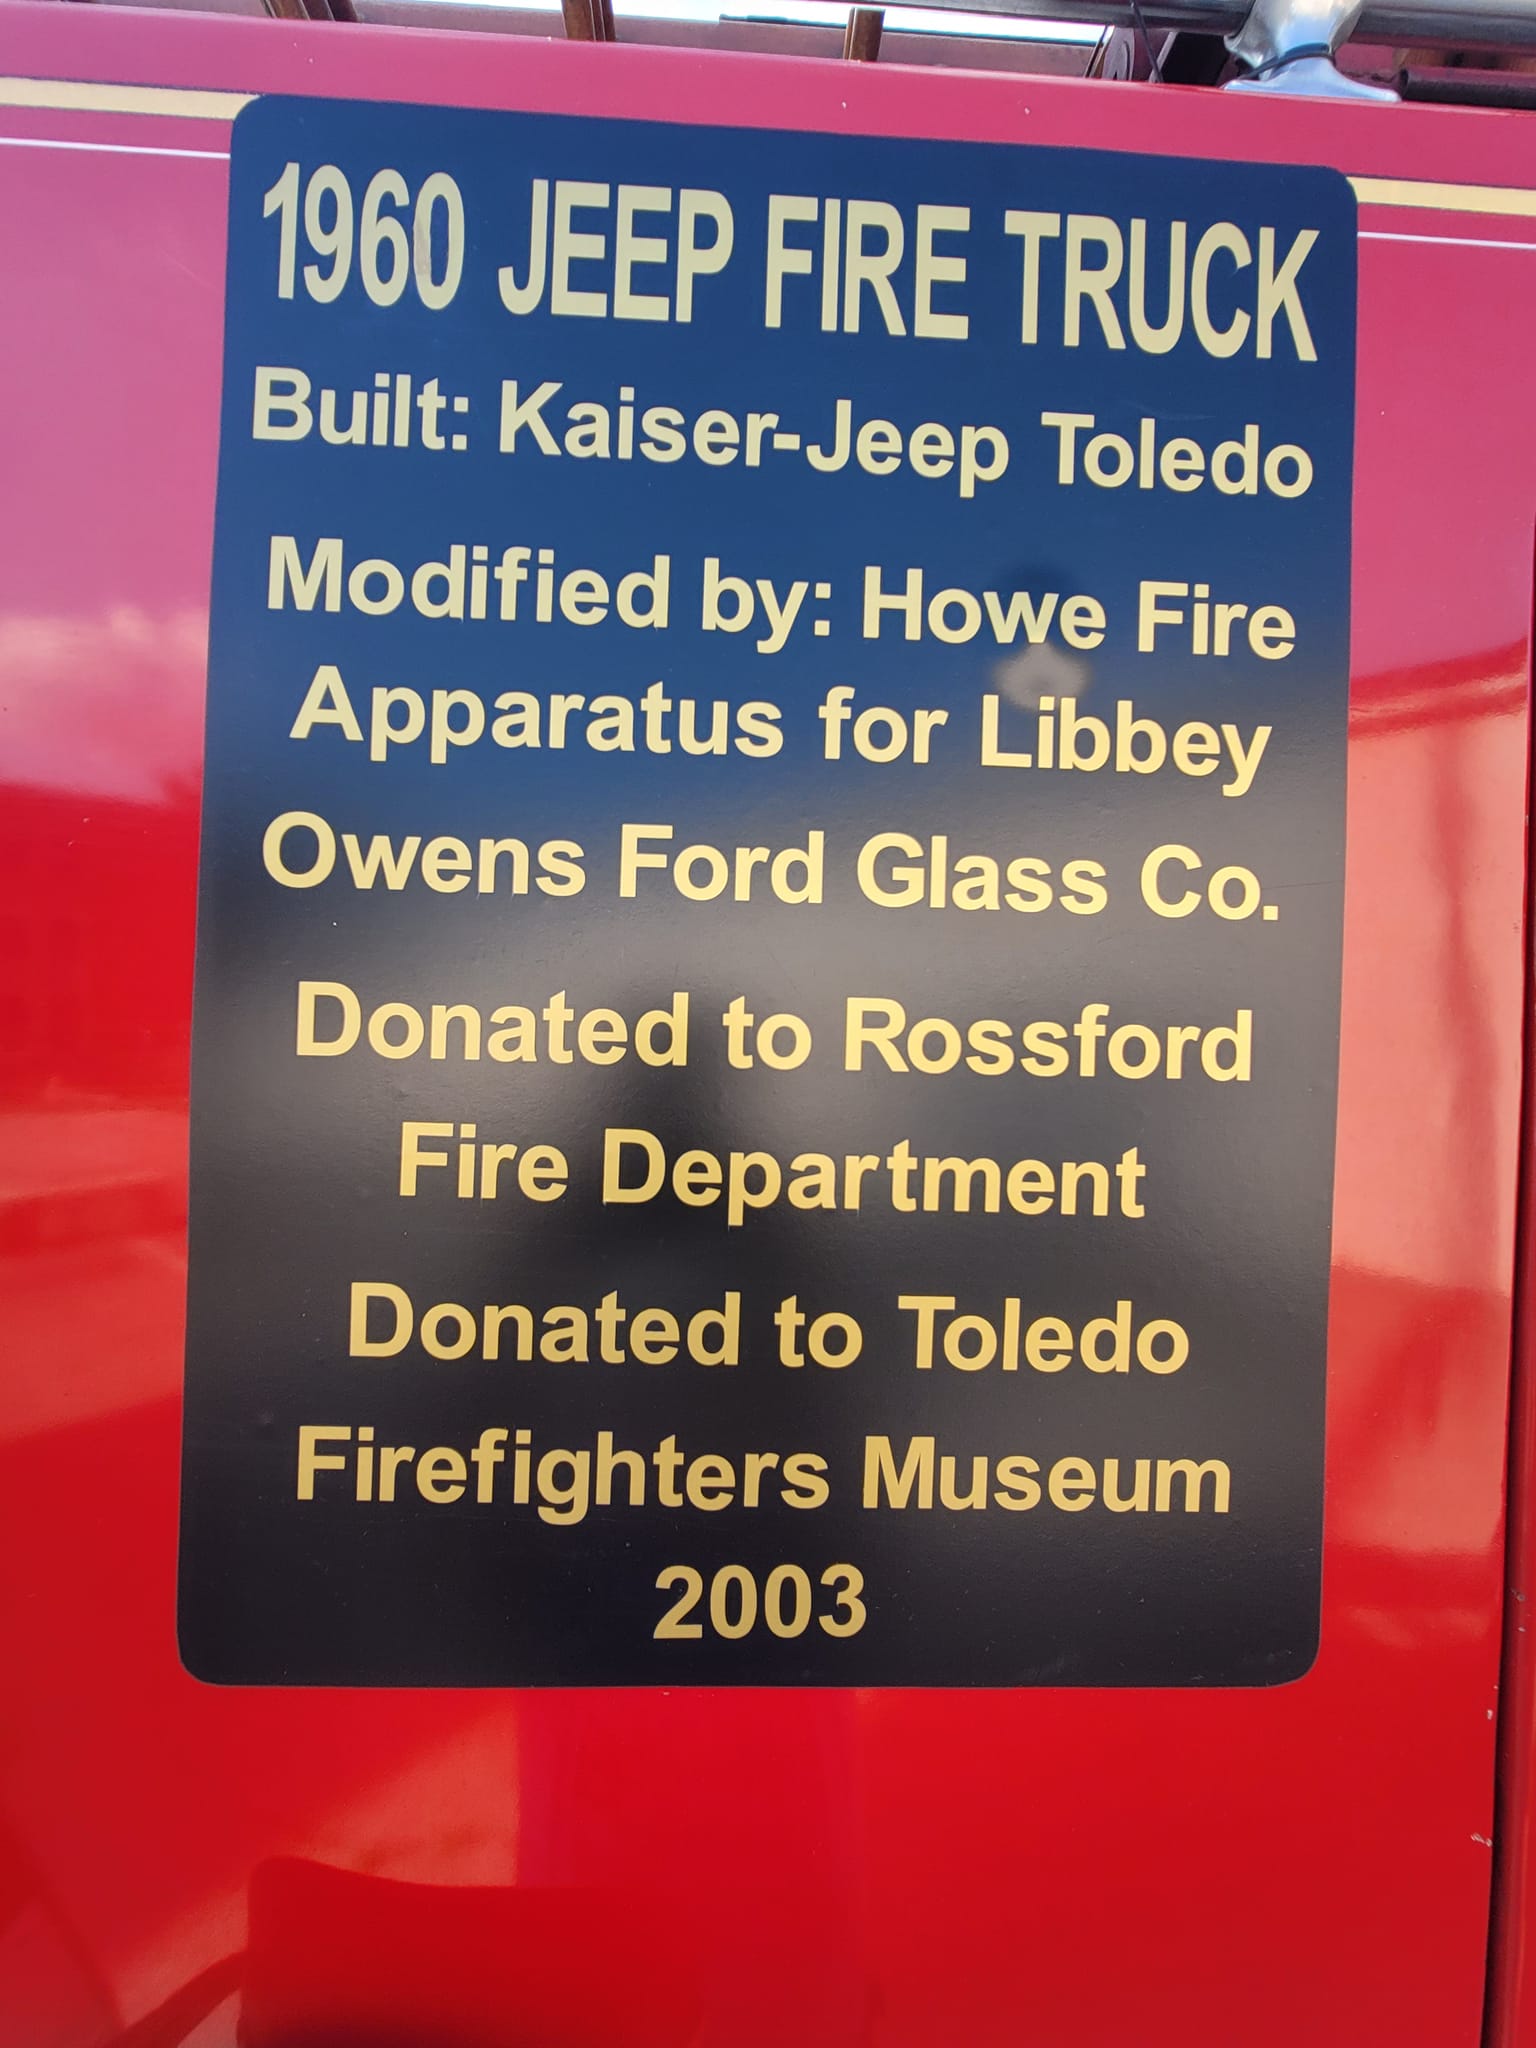 1960 JEEP FIRE TRUCK
Built: Kaiser-Jeep Toledo
Modified by: Howe Fire
Apparatus for Libbey
Owens Ford Glass Co.
Donated to Rossford
Fire Department
Donated to Toledo
Firefighters Museum
2003